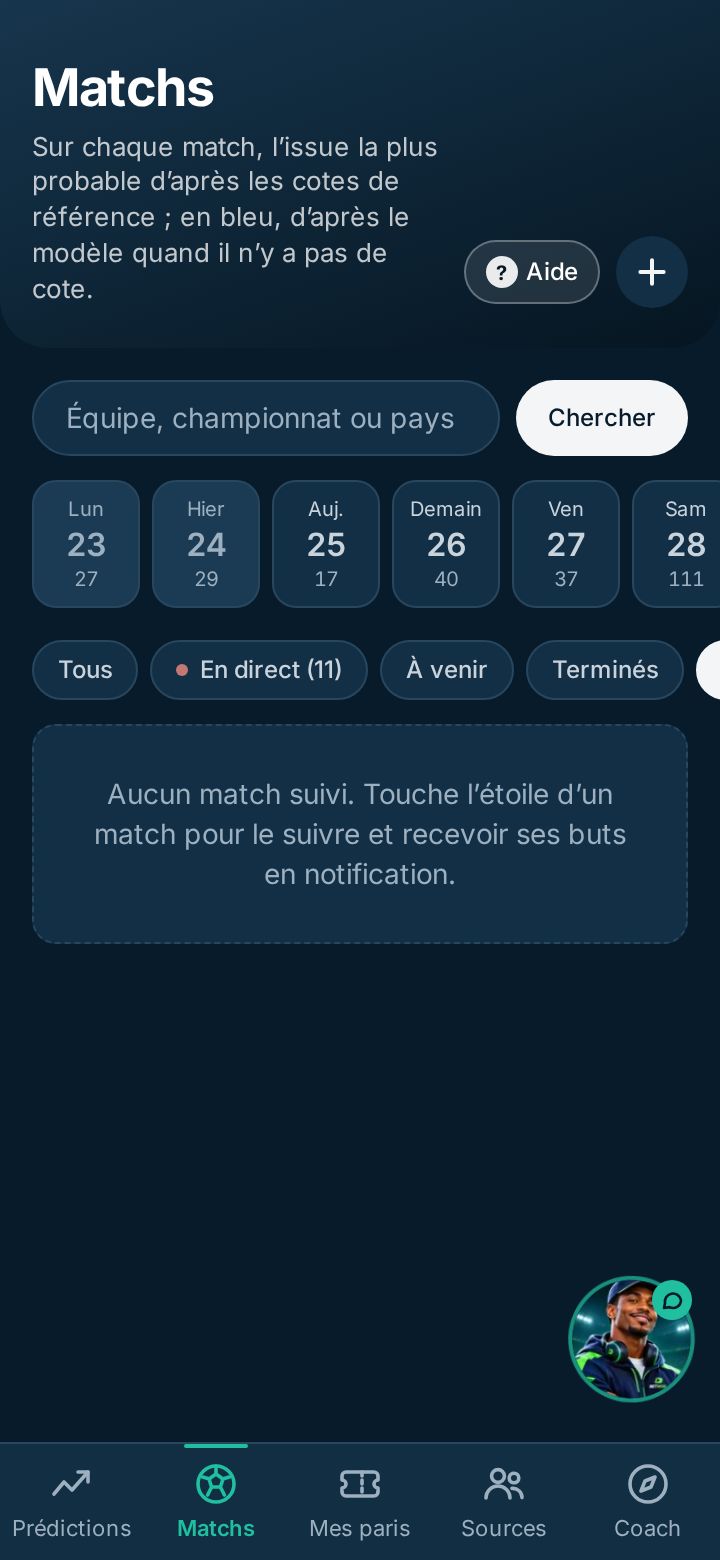 Matchs
Sur chaque match, l’issue la plus
probable d’après les cotes de
référence ; en bleu, d’après le
modèle quand il n’y a pas de
cote.
? Aide
Équipe, championnat ou pays
Chercher
Lun
23
27
Hier
24
29
Auj.
25
17
Demain
26
40
Ven
27
37
Sam
28
111
Tous
En direct (11)
À venir
Terminés
Aucun match suivi. Touche l’étoile d’un
match pour le suivre et recevoir ses buts
en notification.
Prédictions
Matchs
Mes paris
Sources
Coach